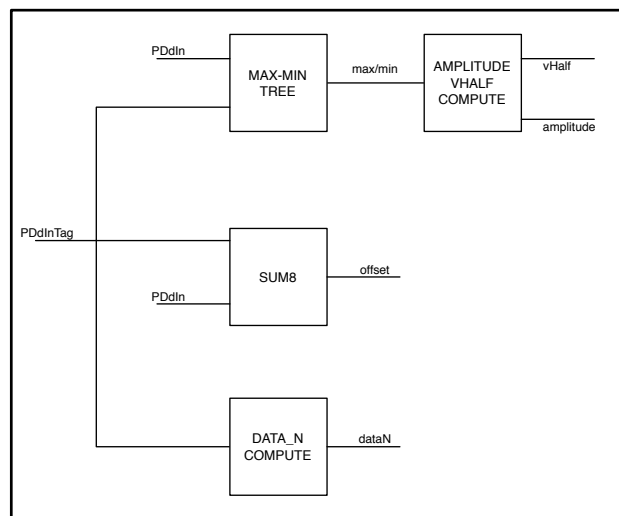 PDdIn
MAX-MIN
TREE
max/min
AMPLITUDE
VHALF
COMPUTE
vHalf
amplitude
PDdInTag
PDdIn
SUM8
offset
DATA_N
COMPUTE
dataN